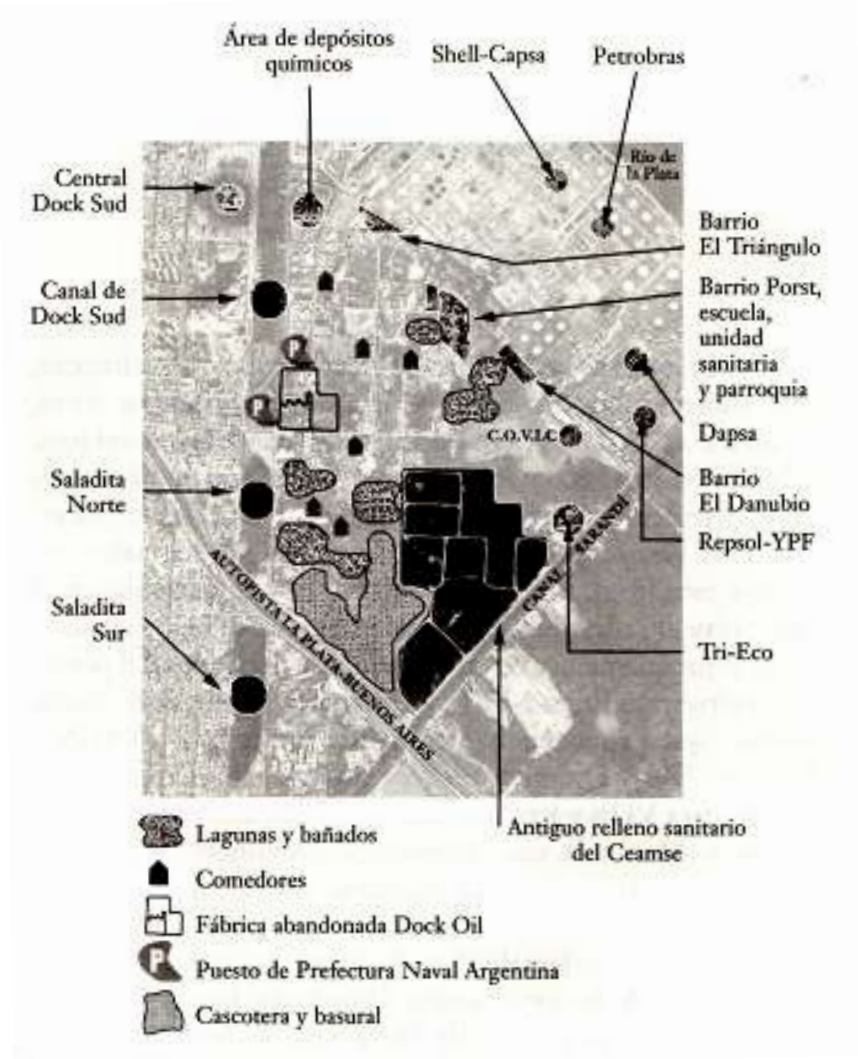 Área de depósitos
químicos
Shell-Capsa
Petrobras
Río de
la Plata
Central
Dock Sud
Barrio
El Triángulo
Canal de
Dock Sud
Barrio Porst,
escuela,
unidad
sanitaria
y parroquia
P
P
Dapsa
C.O.V.I.C
Saladita
Norte
Barrio
El Danubio
Repsol-YPF
CANAL SARANDÍ
AUTOPISTA LA PLATA-BUENOS AIRES
Saladita
Sur
Tri-Eco
Antiguo relleno sanitario
del Ceamse
Lagunas y bañados
Comedores
Fábrica abandonada Dock Oil
P
Puesto de Prefectura Naval Argentina
Cascotera y basural